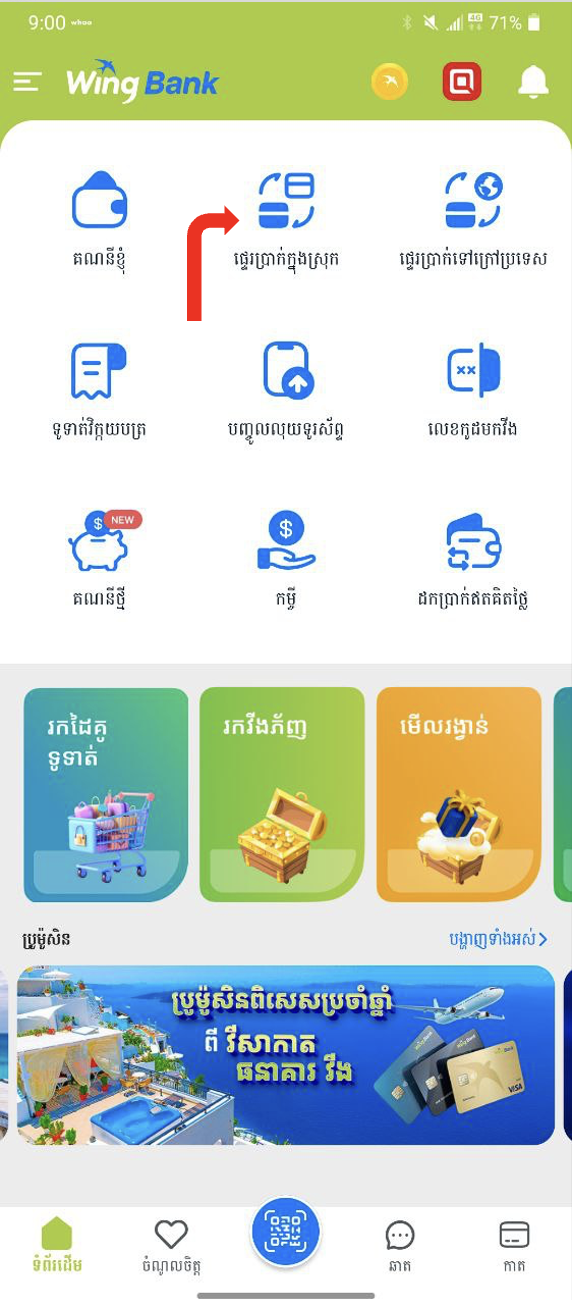 9:00 whoo
4G 71%
Wing Bank
គណនីខ្ញុំ
ផ្ទេរប្រាក់ក្នុងស្រុក
ផ្ទេរប្រាក់ទៅក្រៅប្រទេស
ទូទាត់វិក្កយបត្រ
បញ្ចូលលុយទូរស័ព្ទ
លេខកូដមកវីង
$ NEW
$
គណនីថ្មី
កម្ចី
ដកប្រាក់ឥតគិតថ្លៃ
រកដៃគូ
ទូទាត់
រកវីងភ័ញ
មើលរង្វាន់
ប្រូម៉ូសិន
បង្ហាញទាំងអស់
ប្រូម៉ូសិនពិសេសប្រចាំឆ្នាំ
ពី វីសាកាត
ធនាគារ វីង
VISA
ទំព័រដើម
ចំណូលចិត្ត
ឆាត
កាត